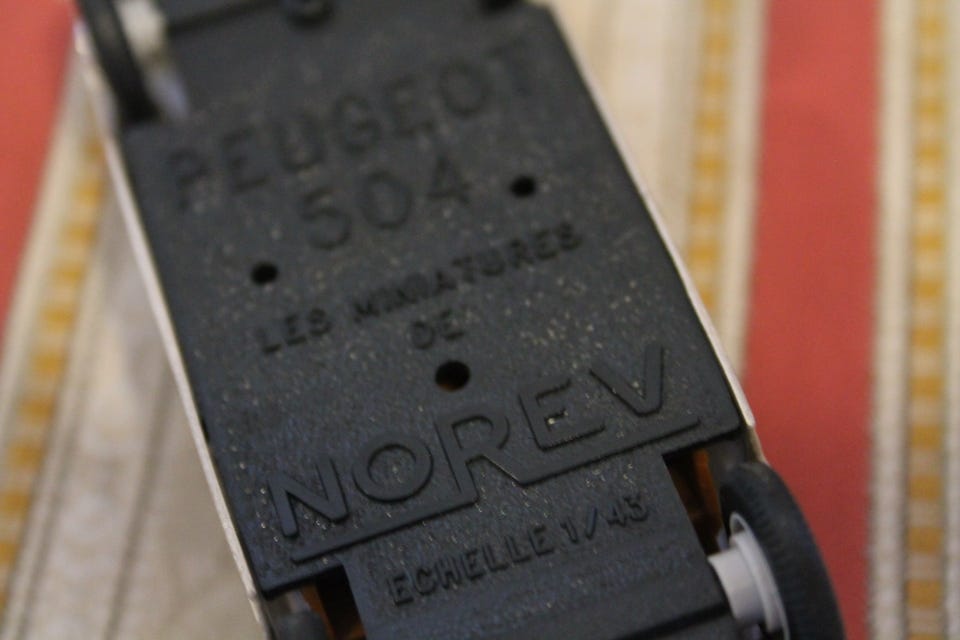 PEUGEOT
504
LES MINIATURES
DE
NOREV
ECHELLE 1/43